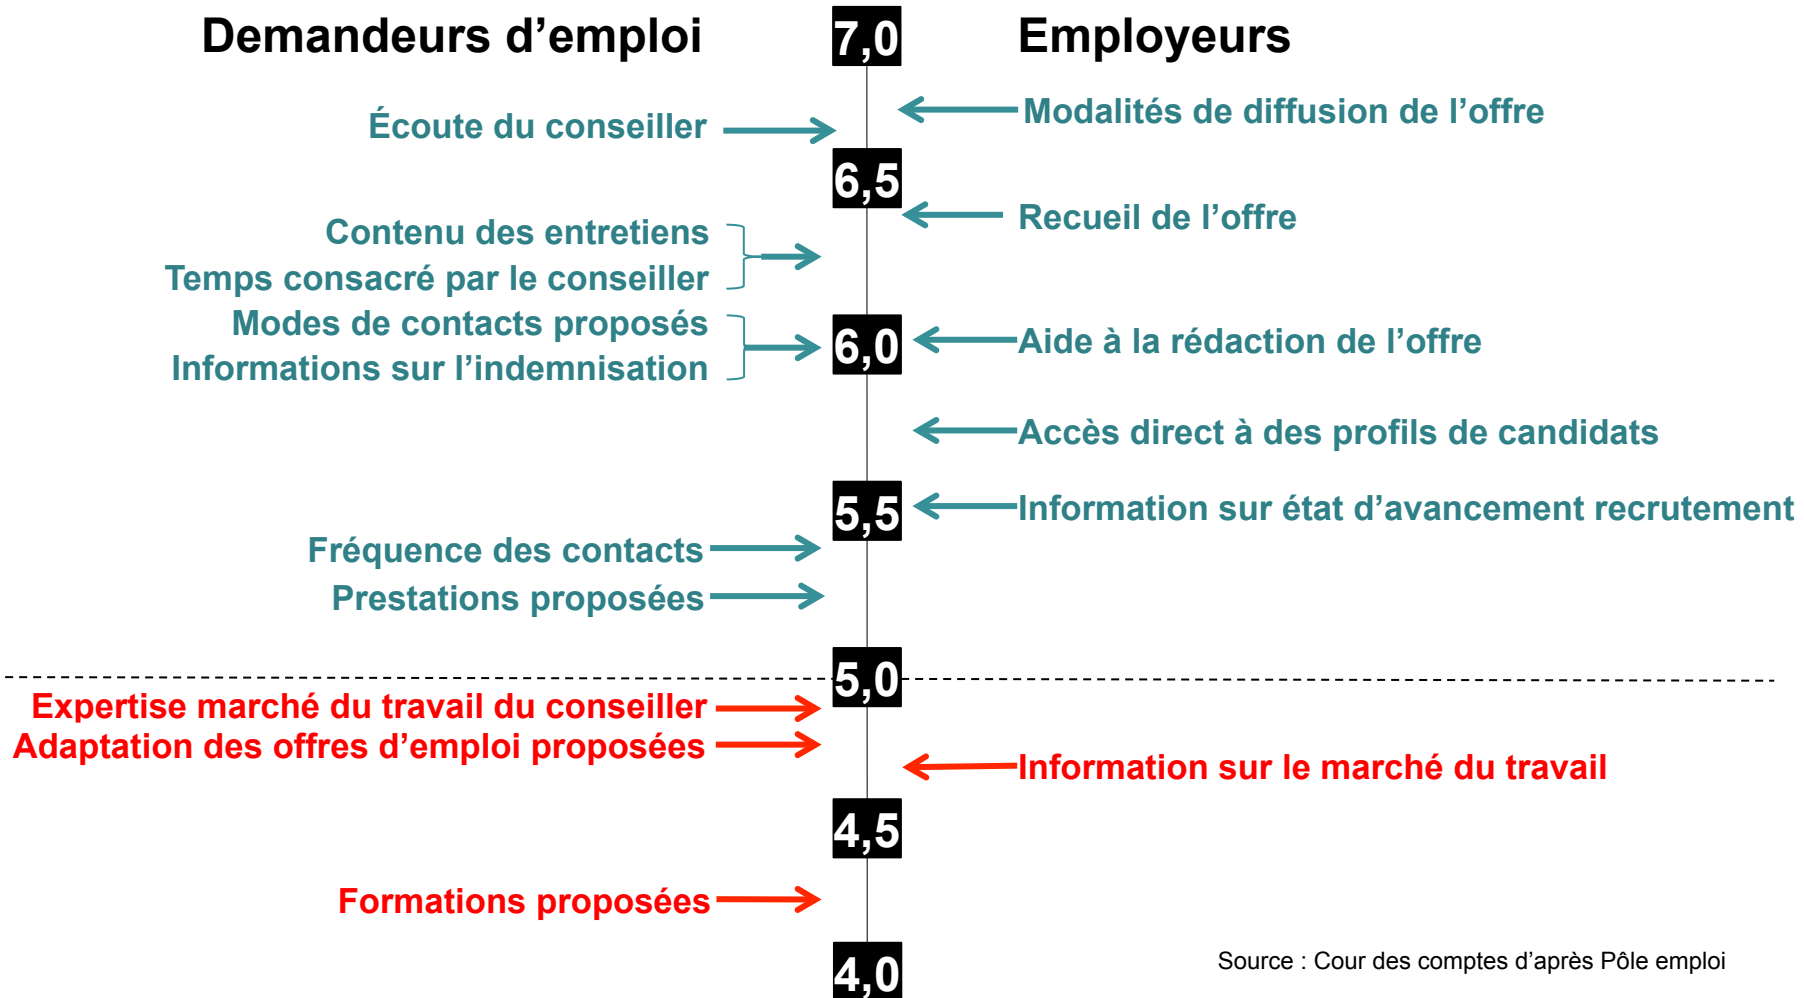 Demandeurs d’emploi
7,0
Employeurs
Modalités de diffusion de l’offre
Écoute du conseiller
6,5
Recueil de l’offre
Contenu des entretiens
Temps consacré par le conseiller
Modes de contacts proposés
6,0
Aide à la rédaction de l’offre
Informations sur l’indemnisation
Accès direct à des profils de candidats
5,5
Information sur état d’avancement recrutement
Fréquence des contacts
Prestations proposées
5,0
Expertise marché du travail du conseiller
Adaptation des offres d’emploi proposées
Information sur le marché du travail
4,5
Formations proposées
Source : Cour des comptes d’après Pôle emploi
4,0